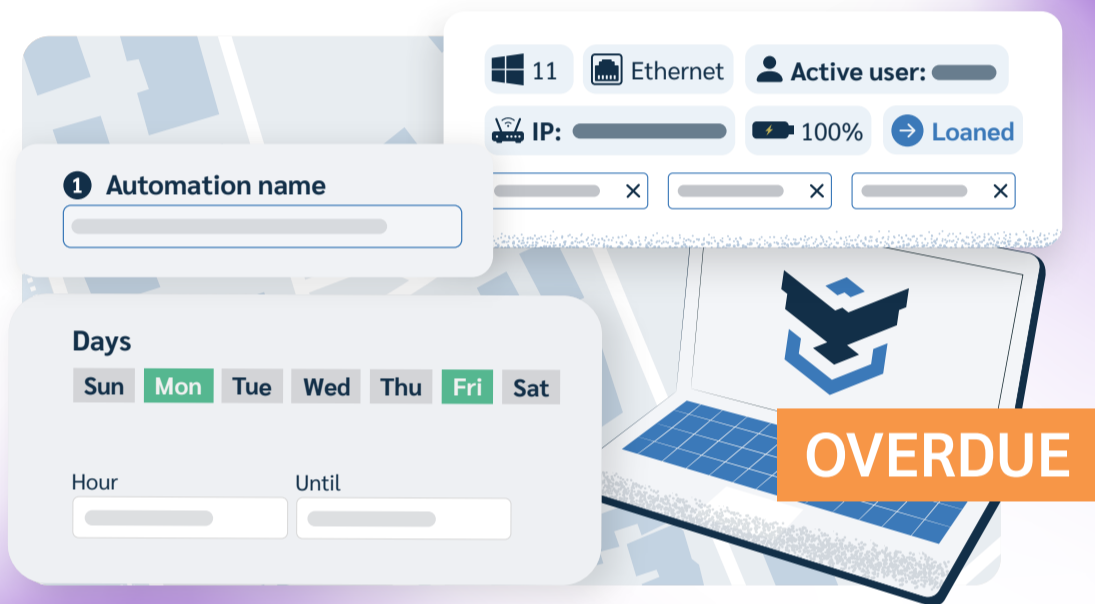 11
Ethernet
Active user:
IP:
100%
Loaned
1 Automation name
Days
Sun Mon Tue Wed Thu Fri Sat
Hour
Until
OVERDUE